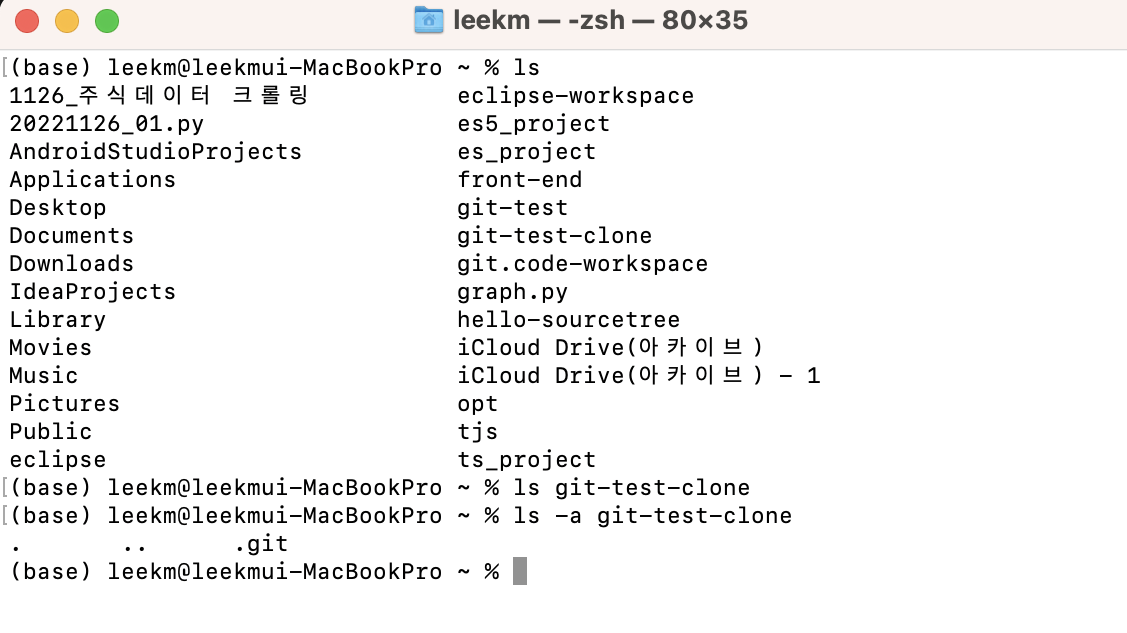 leekm — -zsh — 80×35
(base) leekm@leekmui-MacBookPro ~ % ls
1126_주식데이터 크롤링 eclipse-workspace
20221126_01.py es5_project
AndroidStudioProjects es_project
Applications front-end
Desktop git-test
Documents git-test-clone
Downloads git.code-workspace
IdeaProjects graph.py
Library hello-sourcetree
Movies iCloud Drive(아카이브)
Music iCloud Drive(아카이브) - 1
Pictures opt
Public tjs
eclipse ts_project
(base) leekm@leekmui-MacBookPro ~ % ls git-test-clone
(base) leekm@leekmui-MacBookPro ~ % ls -a git-test-clone
. .. .git
(base) leekm@leekmui-MacBookPro ~ %